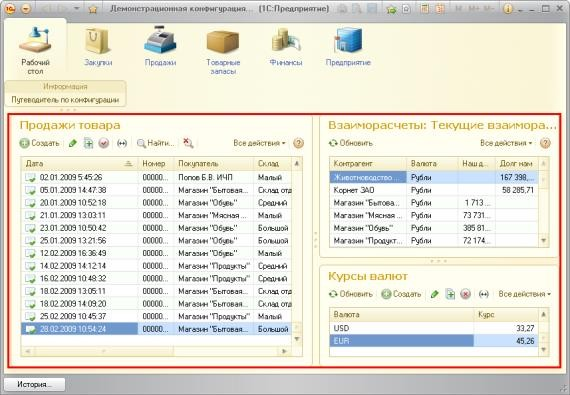 Демонстрационная конфигурация... (1С:Предприятие)
M M+ M-
Рабочий стол
Закупки
Продажи
Товарные запасы
Финансы
Предприятие
Информация
Путеводитель по конфигурации
Продажи товара
Создать Найти... Все действия
Дата Номер Покупатель Склад
02.01.2009 5:45:26 00000... Попов Б.В. ИЧП Малый
05.01.2009 14:47:38 00000... Магазин "Бытовая... Склад отд
20.01.2009 10:52:18 00000... Магазин "Обувь" Средний
21.01.2009 13:03:11 00000... Магазин "Мясная ... Малый
23.01.2009 10:50:42 00000... Магазин "Обувь" Большой
25.01.2009 13:21:56 00000... Магазин "Обувь" Большой
12.02.2009 16:36:49 00000... Магазин "Обувь" Малый
14.02.2009 14:12:14 00000... Магазин "Продукты" Средний
16.02.2009 10:48:32 00000... Магазин "Продукты" Средний
18.02.2009 13:05:11 00000... Магазин "Бытовая... Склад отд
18.02.2009 14:09:20 00000... Магазин "Бытовая... Склад отд
25.02.2009 10:45:37 00000... Магазин "Продукты" Малый
28.02.2009 10:54:24 00000... Магазин "Бытовая... Большой
Взаиморасчеты: Текущие взаимора...
Обновить Все действия
Контрагент Валюта Наш д... Долг нам
Животноводство ... Рубли 167 398,...
Корнет ЗАО Рубли 58 285,71
Магазин "Бытова... Рубли 1 713 ...
Магазин "Мясная... Рубли 73 731...
Магазин "Обувь" Рубли 385 81...
Магазин "Продукт... Рубли 72 174...
Курсы валют
Обновить Создать Все действия
Валюта Курс
USD 33,27
EUR 45,26
История...